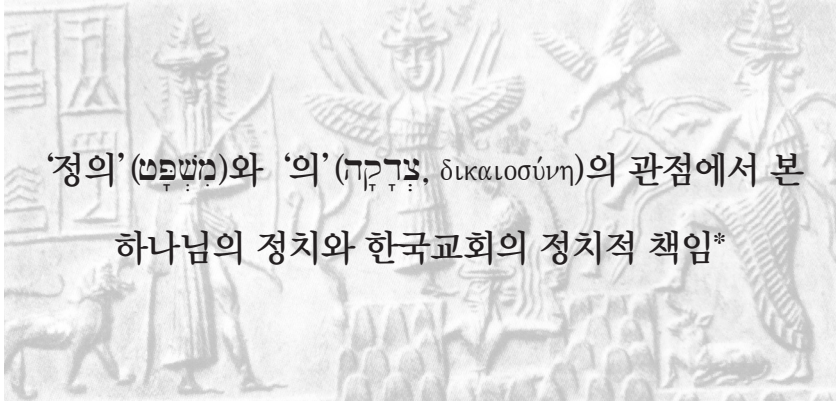 ‘정의’(מִשְׁפָּט)와 ‘의’(צְדָקָה, δικαιοσύνη)의 관점에서 본
하나님의 정치와 한국교회의 정치적 책임*